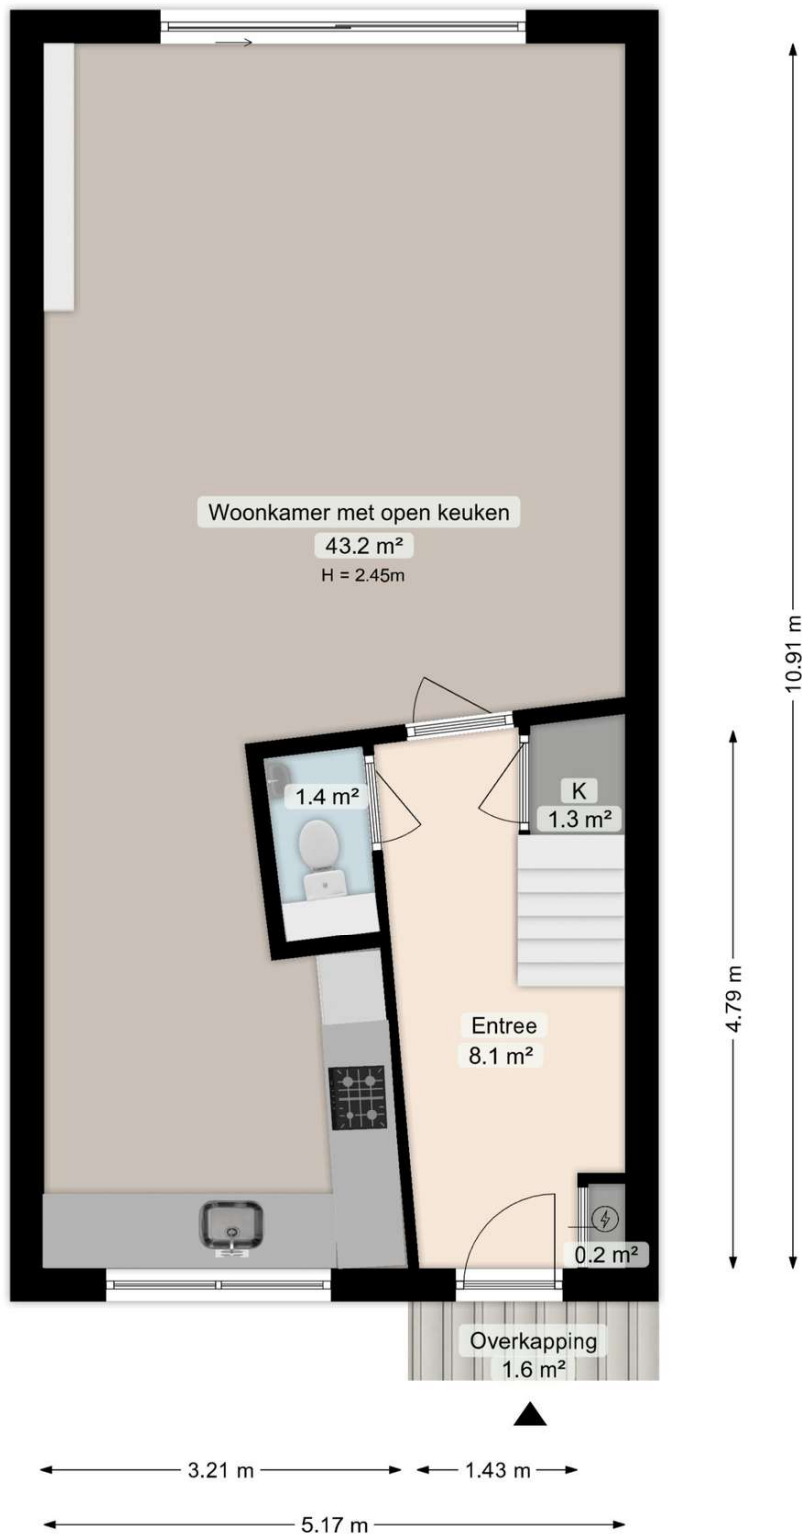 Woonkamer met open keuken
43.2 m²
H = 2.45m
10.91 m
1.4 m²
K
1.3 m²
4.79 m
Entree
8.1 m²
0.2 m²
Overkapping
1.6 m²
3.21 m
1.43 m
5.17 m